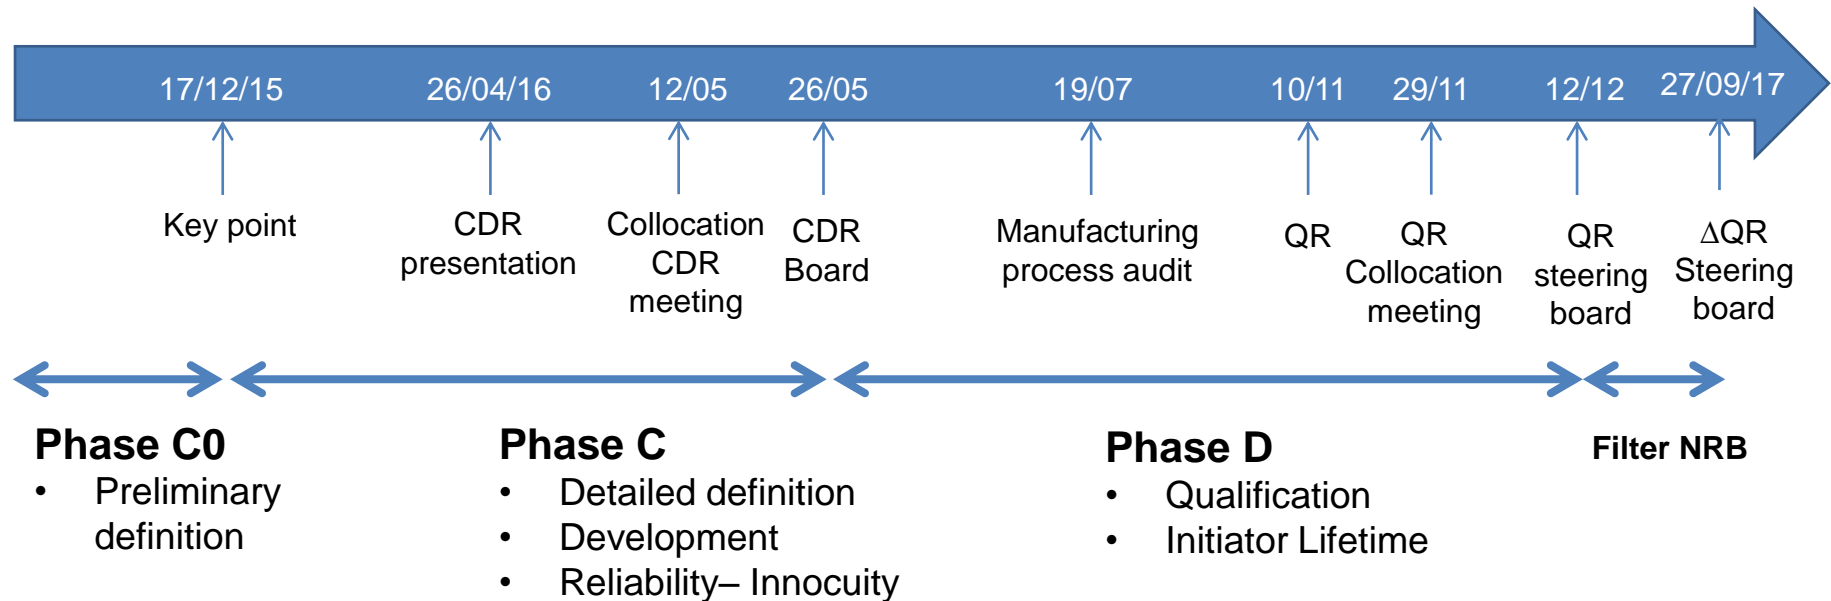 17/12/15 26/04/16 12/05 26/05 19/07 10/11 29/11 12/12 27/09/17
Key point
CDR
presentation
Collocation
CDR
meeting
CDR
Board
Manufacturing
process audit
QR
QR
Collocation
meeting
QR
steering
board
∆QR
Steering
board
Phase C0
• Preliminary
definition
Phase C
• Detailed definition
• Development
• Reliability– Innocuity
Phase D
• Qualification
• Initiator Lifetime
Filter NRB